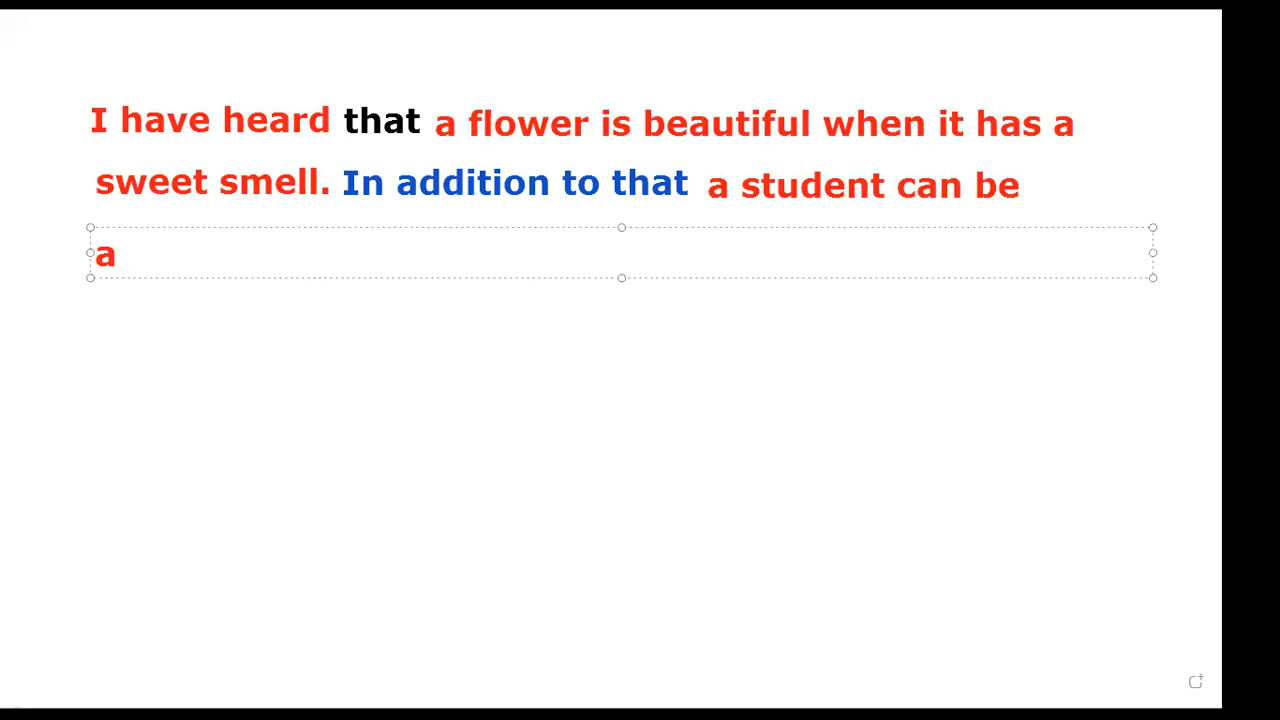 I have heard that a flower is beautiful when it has a
sweet smell. In addition to that a student can be
a